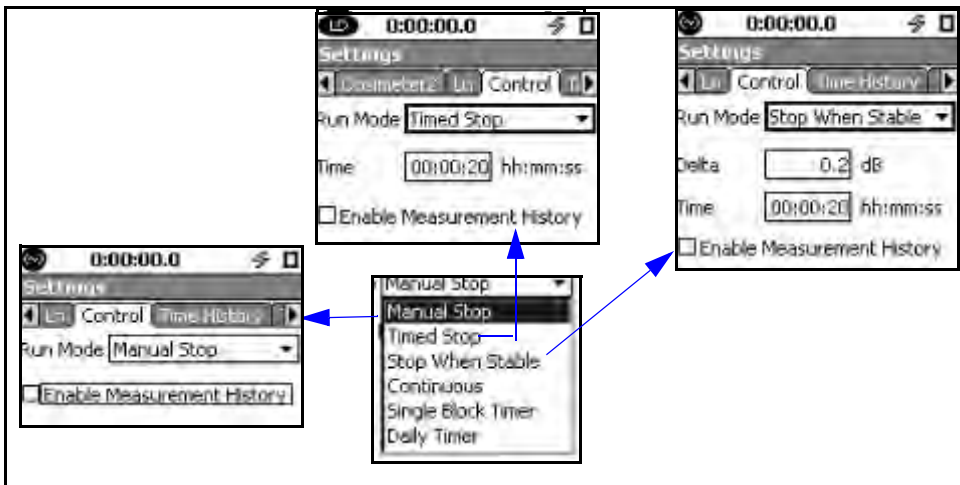 LD 0:00:00.0
Settings
Dosimeter2 Ln Control
Run Mode Timed Stop
Time 00:00:20 hh:mm:ss
Enable Measurement History
0:00:00.0
Settings
Ln Control Time History
Run Mode Stop When Stable
Delta 0.2 dB
Time 00:00:20 hh:mm:ss
Enable Measurement History
0:00:00.0
Settings
Ln Control Time History
Run Mode Manual Stop
Enable Measurement History
Manual Stop
Manual Stop
Timed Stop
Stop When Stable
Continuous
Single Block Timer
Daily Timer